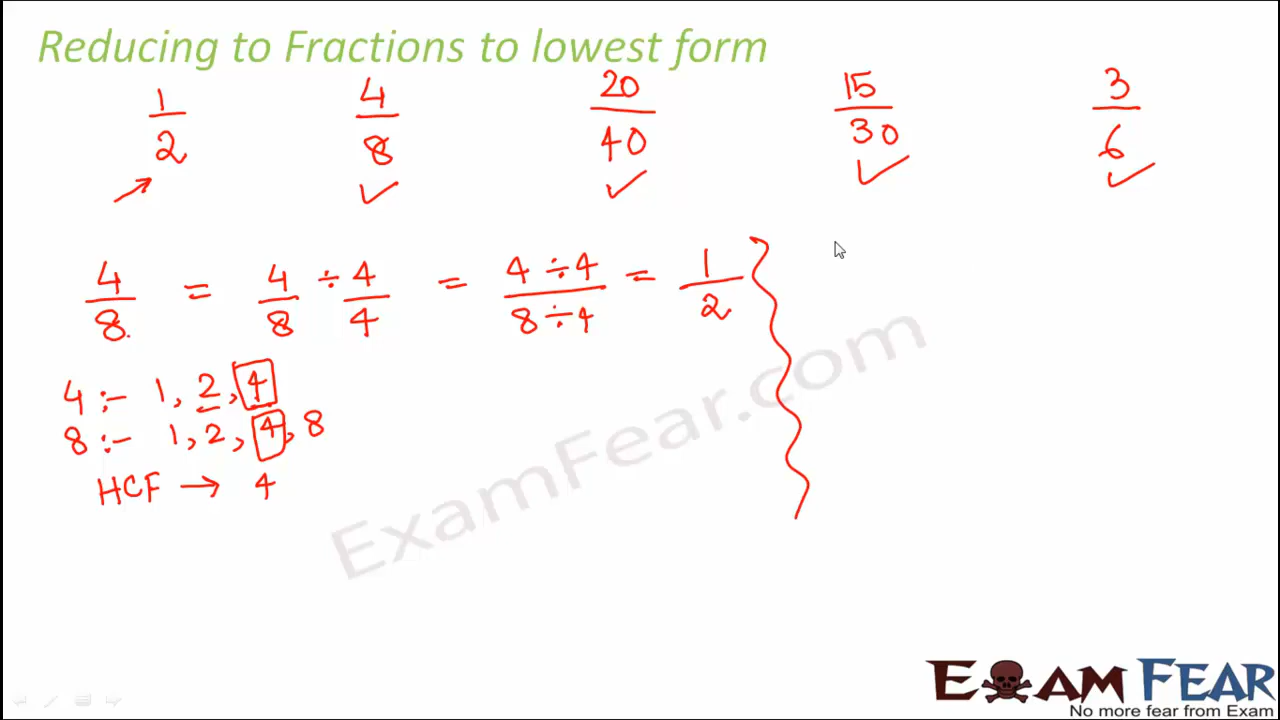 Reducing to Fractions to lowest form
1/2 4/8 20/40 15/30 3/6
4/8 = 4/8 ÷ 4/4 = 4÷4/8÷4 = 1/2
4 :- 1, 2, 4
8 :- 1, 2, 4, 8
HCF → 4
ExamFear.com
EXAM FEAR
No more fear from Exam